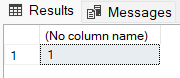 Results Messages
(No column name)
1 1